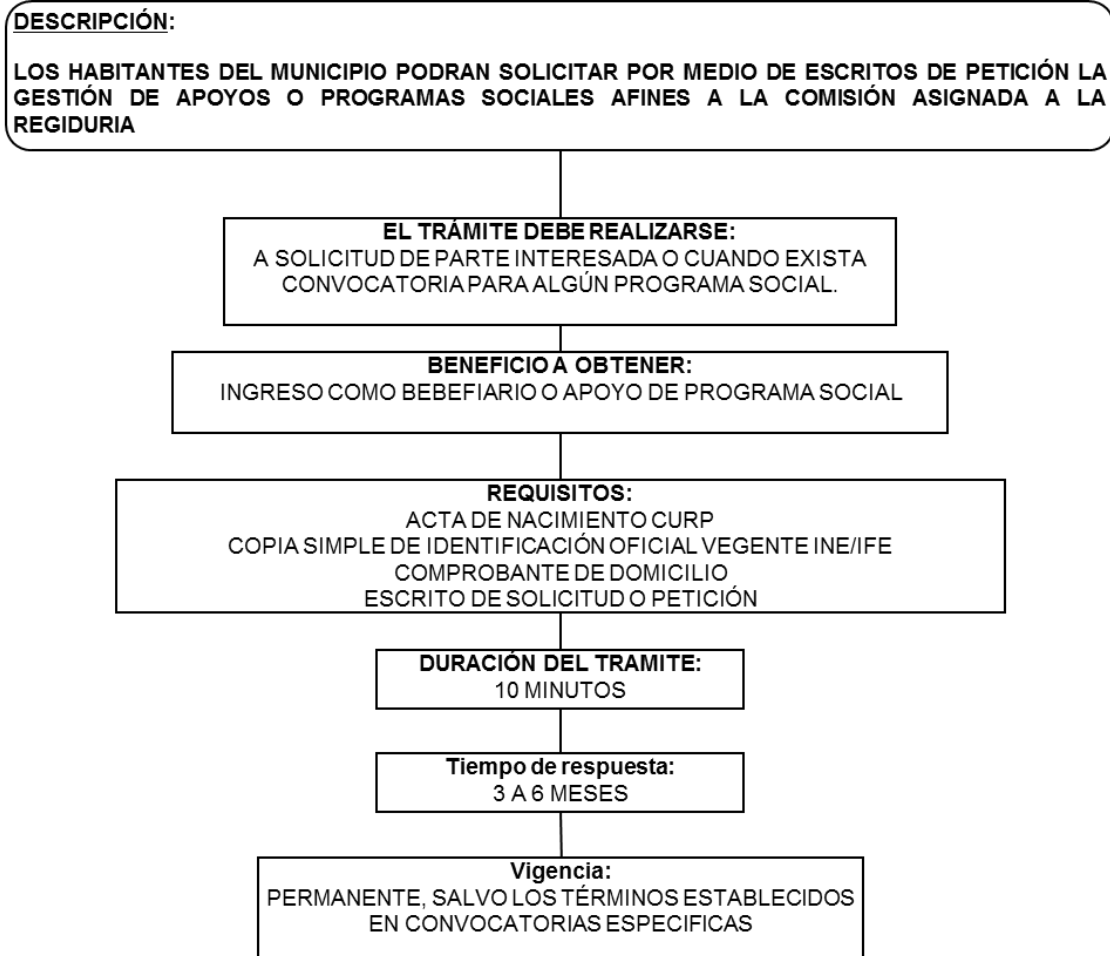 DESCRIPCIÓN:
LOS HABITANTES DEL MUNICIPIO PODRAN SOLICITAR POR MEDIO DE ESCRITOS DE PETICIÓN LA
GESTIÓN DE APOYOS O PROGRAMAS SOCIALES AFINES A LA COMISIÓN ASIGNADA A LA
REGIDURIA
EL TRÁMITE DEBE REALIZARSE:
A SOLICITUD DE PARTE INTERESADA O CUANDO EXISTA
CONVOCATORIA PARA ALGÚN PROGRAMA SOCIAL.
BENEFICIO A OBTENER:
INGRESO COMO BEBEFIARIO O APOYO DE PROGRAMA SOCIAL
REQUISITOS:
ACTA DE NACIMIENTO CURP
COPIA SIMPLE DE IDENTIFICACIÓN OFICIAL VEGENTE INE/IFE
COMPROBANTE DE DOMICILIO
ESCRITO DE SOLICITUD O PETICIÓN
DURACIÓN DEL TRAMITE:
10 MINUTOS
Tiempo de respuesta:
3 A 6 MESES
Vigencia:
PERMANENTE, SALVO LOS TÉRMINOS ESTABLECIDOS
EN CONVOCATORIAS ESPECIFICAS